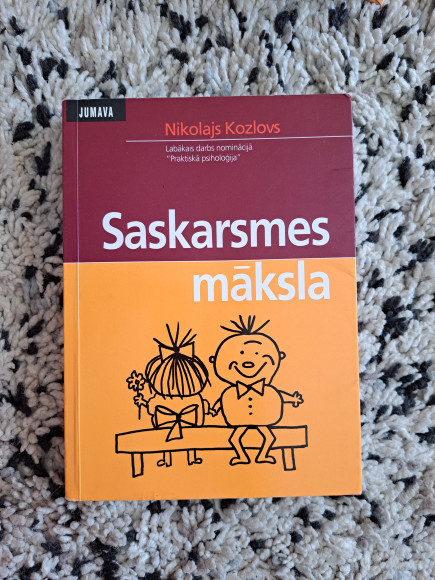 JUMAVA
Nikolajs Kozlovs
Labākais darbs nominācijā
"Praktiskā psiholoģija"
Saskarsmes
māksla